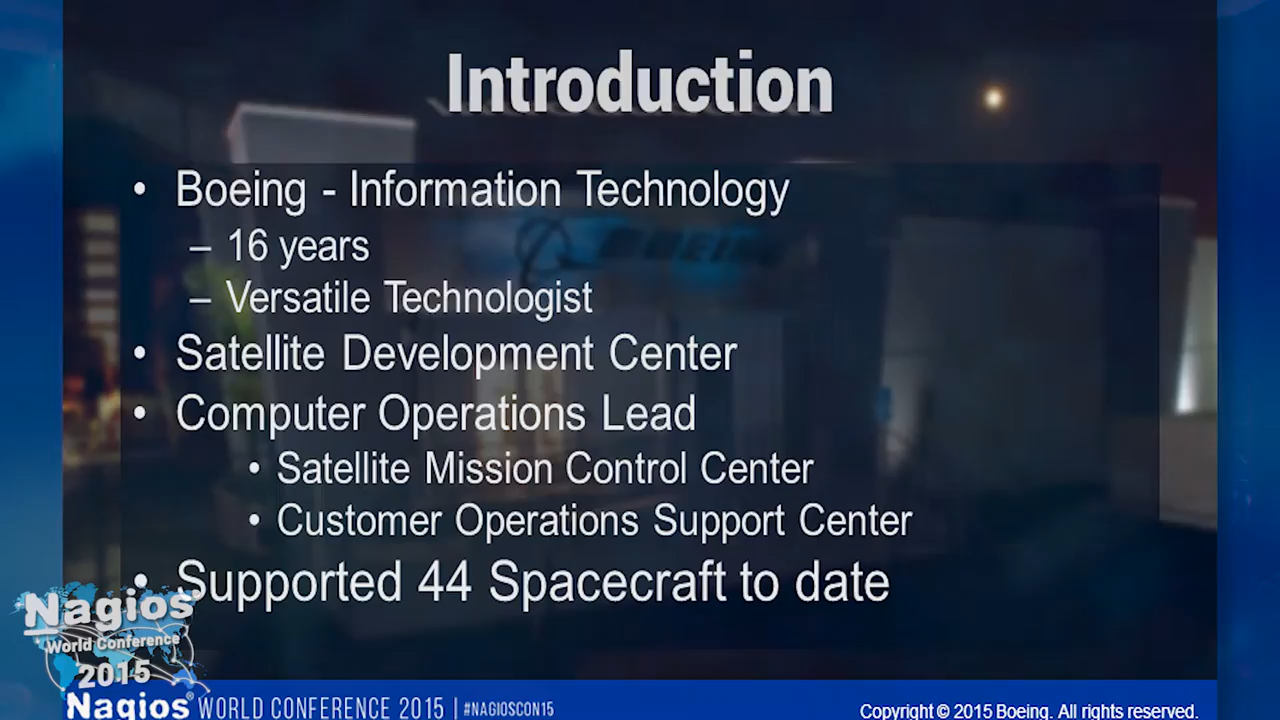 Introduction
• Boeing - Information Technology
– 16 years
– Versatile Technologist
• Satellite Development Center
• Computer Operations Lead
• Satellite Mission Control Center
• Customer Operations Support Center
• Supported 44 Spacecraft to date
BOEING
Nagios
World Conference
2015
Nagios® WORLD CONFERENCE 2015 | #NAGIOSCON15
Copyright © 2015 Boeing. All rights reserved.